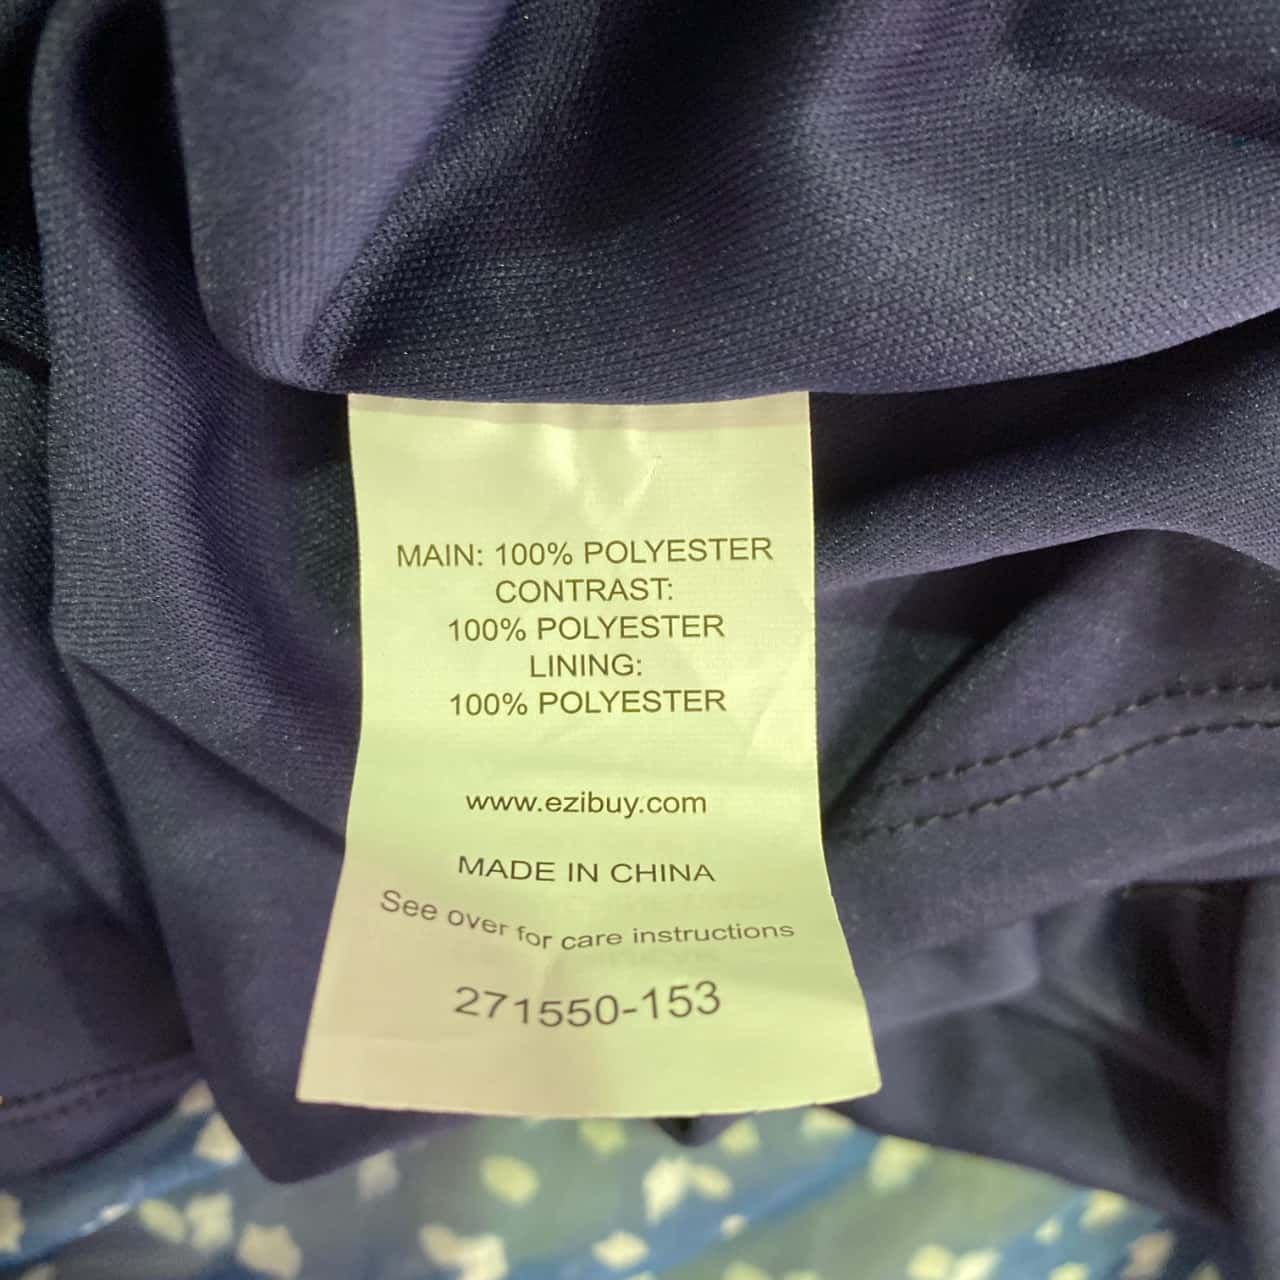 MAIN: 100% POLYESTER
CONTRAST:
100% POLYESTER
LINING:
100% POLYESTER
www.ezibuy.com
MADE IN CHINA
See over for care instructions
271550-153